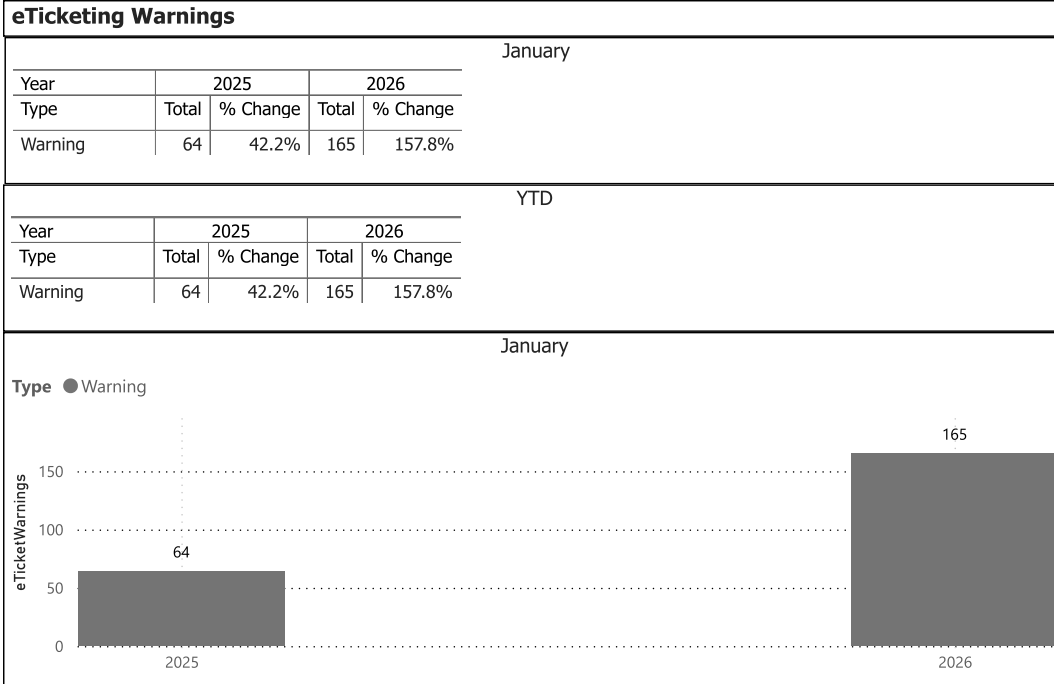 eTicketing Warnings
January
Year 2025 2026
Type Total % Change Total % Change
Warning 64 42.2% 165 157.8%
YTD
Year 2025 2026
Type Total % Change Total % Change
Warning 64 42.2% 165 157.8%
January
Type Warning
165
150
100
64
50
0
eTicketWarnings
2025 2026